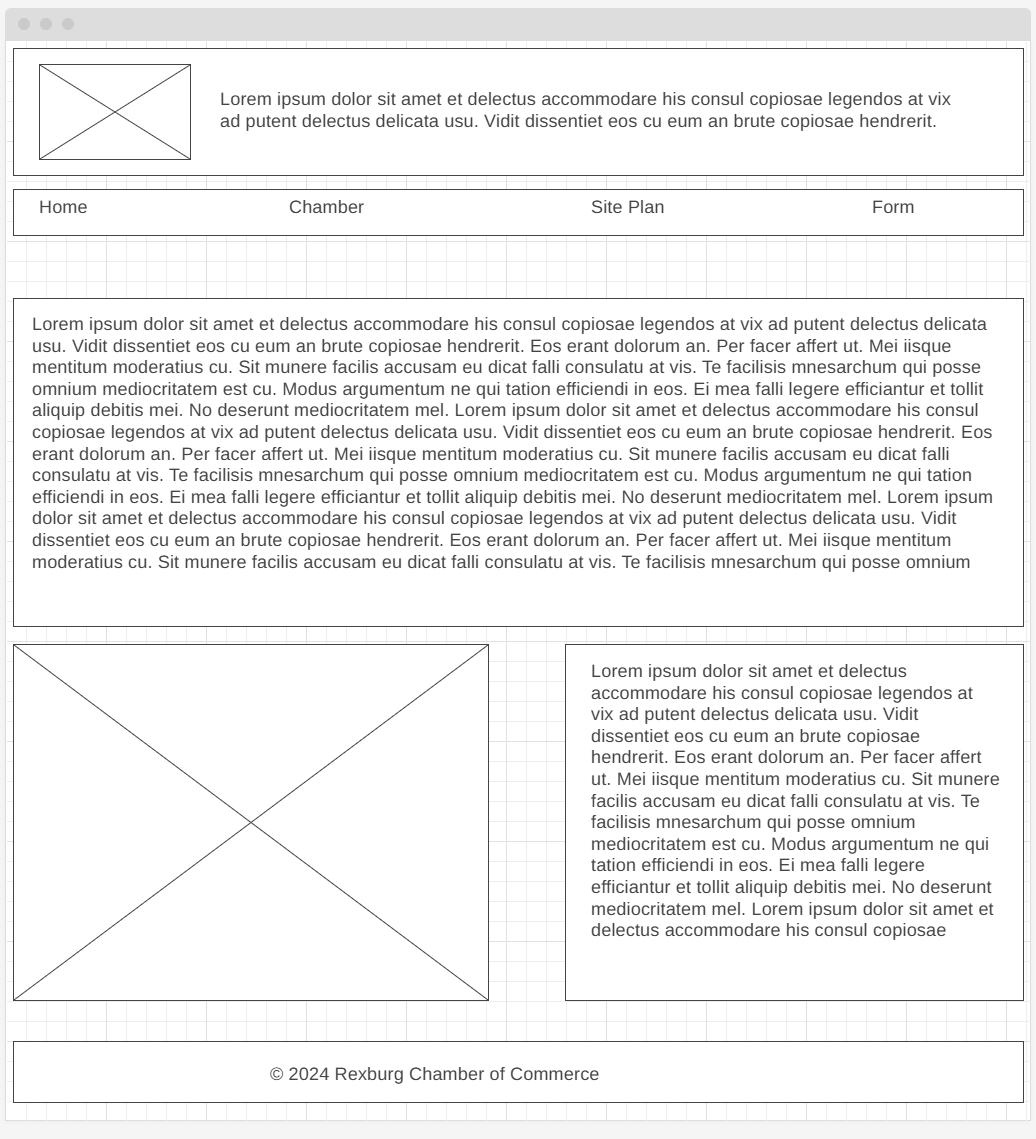 Lorem ipsum dolor sit amet et delectus accommodare his consul copiosae legendos at vix
ad putent delectus delicata usu. Vidit dissentiet eos cu eum an brute copiosae hendrerit.
Home Chamber Site Plan Form
Lorem ipsum dolor sit amet et delectus accommodare his consul copiosae legendos at vix ad putent delectus delicata
usu. Vidit dissentiet eos cu eum an brute copiosae hendrerit. Eos erant dolorum an. Per facer affert ut. Mei iisque
mentitum moderatius cu. Sit munere facilis accusam eu dicat falli consulatu at vis. Te facilis mnesarchum qui posse
omnium mediocritatem est cu. Modus argumentum ne qui tation efficiendi in eos. Ei mea falli legere efficiantur et tollit
aliquip debitis mei. No deserunt mediocritatem mel. Lorem ipsum dolor sit amet et delectus accommodare his consul
copiosae legendos at vix ad putent delectus delicata usu. Vidit dissentiet eos cu eum an brute copiosae hendrerit. Eos
erant dolorum an. Per facer affert ut. Mei iisque mentitum moderatius cu. Sit munere facilis accusam eu dicat falli
consulatu at vis. Te facilisis mnesarchum qui posse omnium mediocritatem est cu. Modus argumentum ne qui tation
efficiendi in eos. Ei mea falli legere efficiantur et tollit aliquip debitis mei. No deserunt mediocritatem mel. Lorem ipsum
dolor sit amet et delectus accommodare his consul copiosae legendos at vix ad putent delectus delicata usu. Vidit
dissentiet eos cu eum an brute copiosae hendrerit. Eos erant dolorum an. Per facer affert ut. Mei iisque mentitum
moderatius cu. Sit munere facilis accusam eu dicat falli consulatu at vis. Te facilisis mnesarchum qui posse omnium
Lorem ipsum dolor sit amet et delectus
accommodare his consul copiosae legendos at
vix ad putent delectus delicata usu. Vidit
dissentiet eos cu eum an brute copiosae
hendrerit. Eos erant dolorum an. Per facer affert
ut. Mei iisque mentitum moderatius cu. Sit munere
facilis accusam eu dicat falli consulatu at vis. Te
facilisis mnesarchum qui posse omnium
mediocritatem est cu. Modus argumentum ne qui
tation efficiendi in eos. Ei mea falli legere
efficiantur et tollit aliquip debitis mei. No deserunt
mediocritatem mel. Lorem ipsum dolor sit amet et
delectus accommodare his consul copiosae
© 2024 Rexburg Chamber of Commerce